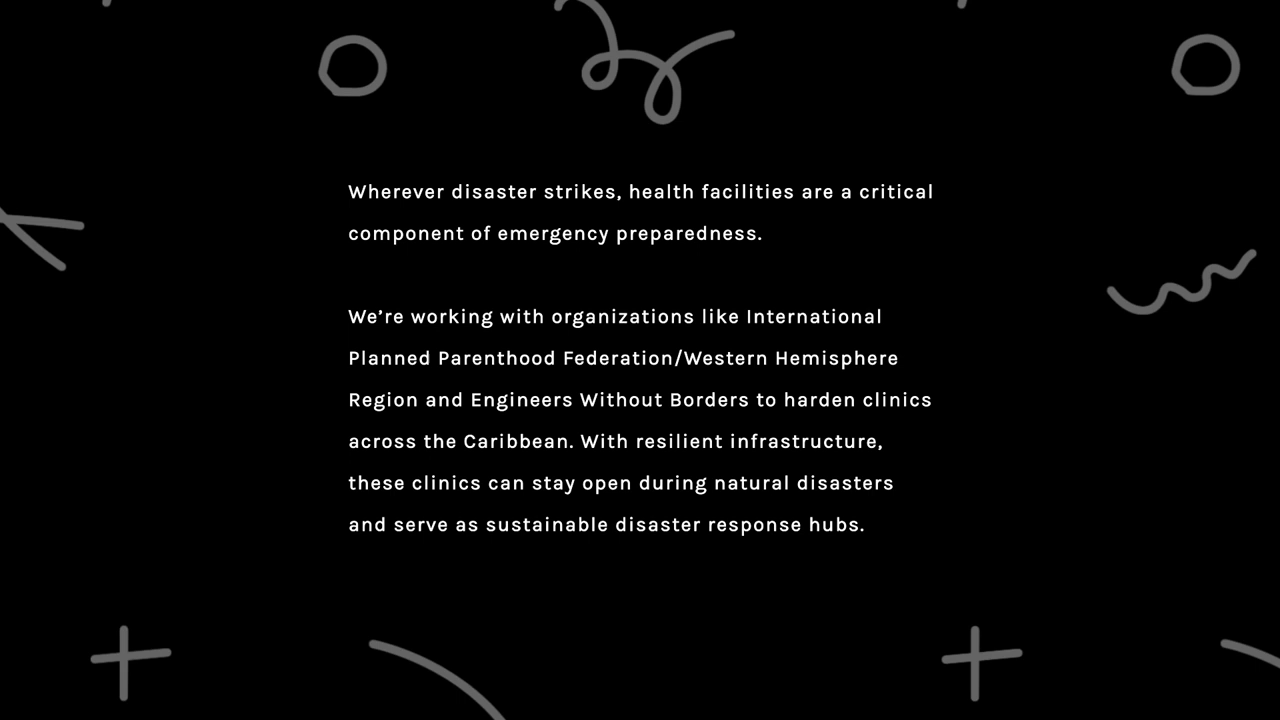 Wherever disaster strikes, health facilities are a critical
component of emergency preparedness.
We’re working with organizations like International
Planned Parenthood Federation/Western Hemisphere
Region and Engineers Without Borders to harden clinics
across the Caribbean. With resilient infrastructure,
these clinics can stay open during natural disasters
and serve as sustainable disaster response hubs.